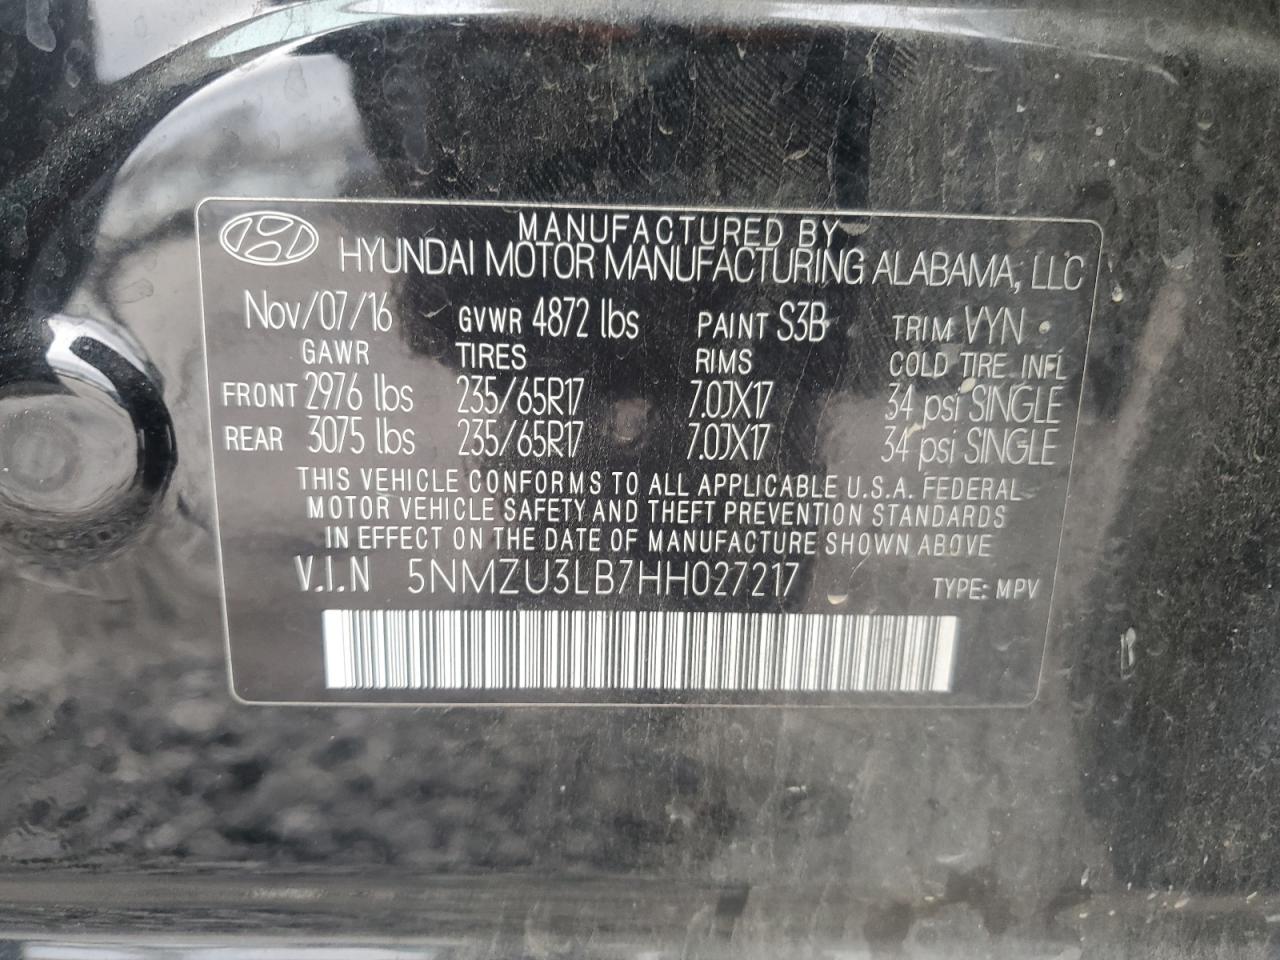 MANUFACTURED BY
HYUNDAI MOTOR MANUFACTURING ALABAMA, LLC
Nov/07/16 GVWR 4872 lbs PAINT S3B TRIM VYN
GAWR TIRES RIMS COLD TIRE INFL
FRONT 2976 lbs 235/65R17 7.0JX17 34 psi SINGLE
REAR 3075 lbs 235/65R17 7.0JX17 34 psi SINGLE
THIS VEHICLE CONFORMS TO ALL APPLICABLE U.S.A. FEDERAL
MOTOR VEHICLE SAFETY AND THEFT PREVENTION STANDARDS
IN EFFECT ON THE DATE OF MANUFACTURE SHOWN ABOVE
V.I.N 5NMZU3LB7HH027217 TYPE: MPV